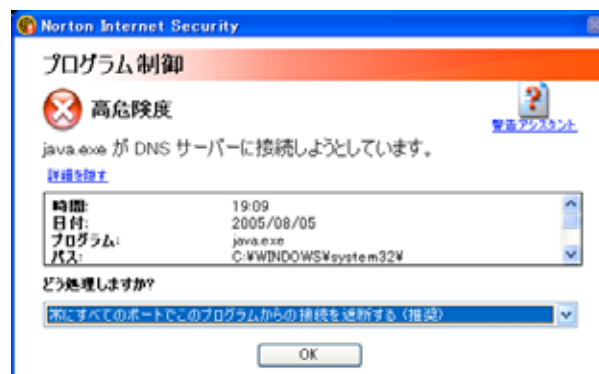 Norton Internet Security
プログラム制御
高危険度
警告アシスタント
java.exe が DNS サーバーに接続しようとしています。
詳細を隠す
時間: 19:09
日付: 2005/08/05
プログラム: java.exe
パス: C:¥WINDOWS¥system32¥
どう処理しますか?
常にすべてのポートでこのプログラムからの接続を遮断する (推奨)
OK